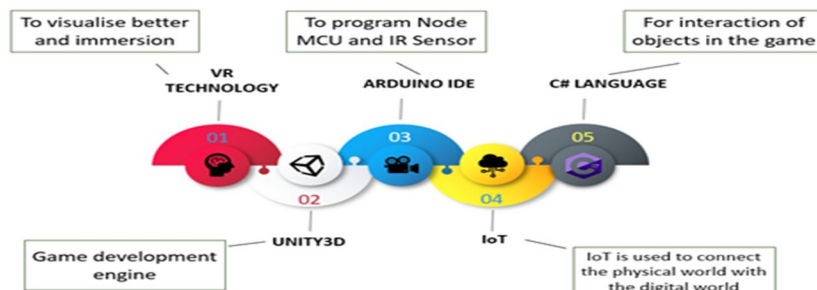 To visualise better
and immersion
To program Node
MCU and IR Sensor
For interaction of
objects in the game
VR
TECHNOLOGY
ARDUINO IDE
C# LANGUAGE
01
03
05
02
04
UNITY3D
IoT
Game development
engine
IoT is used to connect
the physical world with
the digital world